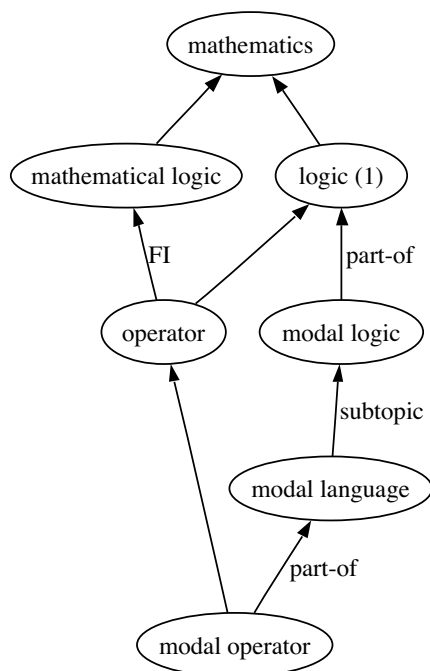 mathematics
mathematical logic
logic (1)
FI
part-of
operator
modal logic
subtopic
modal language
part-of
modal operator